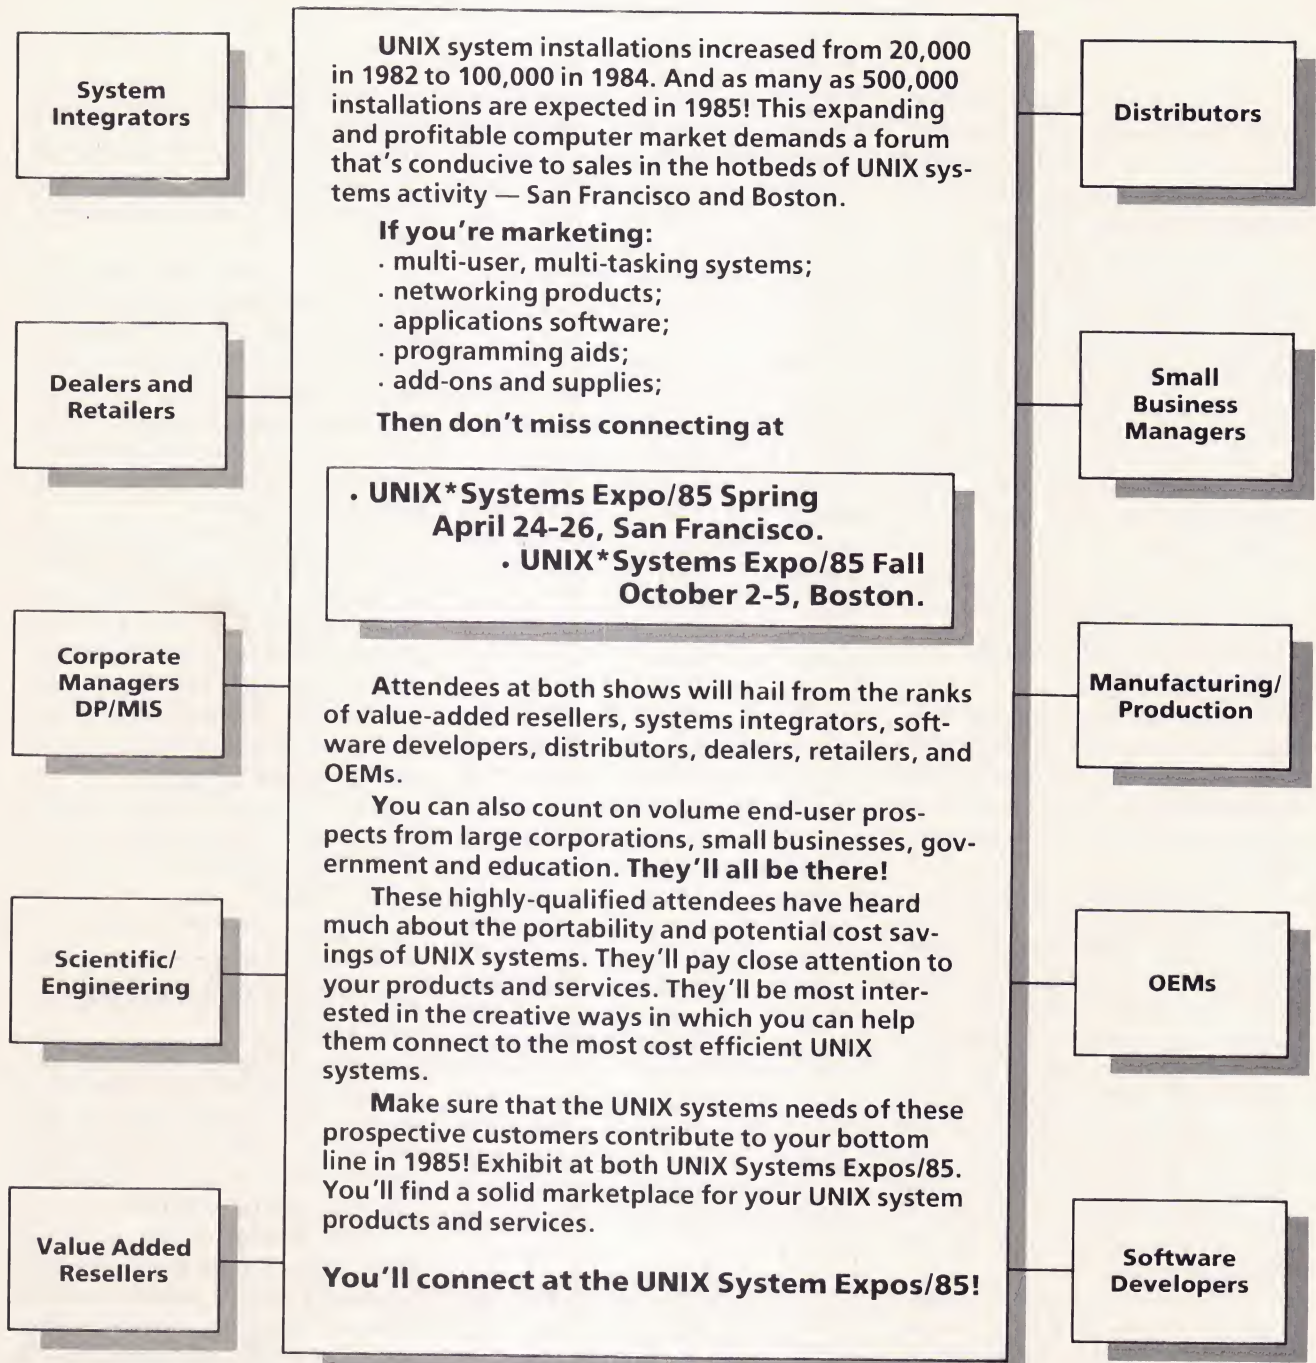 System
Integrators
Dealers and
Retailers
Corporate
Managers
DP/MIS
Scientific/
Engineering
Value Added
Resellers
UNIX system installations increased from 20,000
in 1982 to 100,000 in 1984. And as many as 500,000
installations are expected in 1985! This expanding
and profitable computer market demands a forum
that's conducive to sales in the hotbeds of UNIX sys-
tems activity — San Francisco and Boston.
If you're marketing:
· multi-user, multi-tasking systems;
· networking products;
· applications software;
· programming aids;
· add-ons and supplies;
Then don't miss connecting at
· UNIX*Systems Expo/85 Spring
April 24-26, San Francisco.
· UNIX*Systems Expo/85 Fall
October 2-5, Boston.
Attendees at both shows will hail from the ranks
of value-added resellers, systems integrators, soft-
ware developers, distributors, dealers, retailers, and
OEMs.
You can also count on volume end-user pros-
pects from large corporations, small businesses, gov-
ernment and education. They'll all be there!
These highly-qualified attendees have heard
much about the portability and potential cost sav-
ings of UNIX systems. They'll pay close attention to
your products and services. They'll be most inter-
ested in the creative ways in which you can help
them connect to the most cost efficient UNIX
systems.
Make sure that the UNIX systems needs of these
prospective customers contribute to your bottom
line in 1985! Exhibit at both UNIX Systems Expos/85.
You'll find a solid marketplace for your UNIX system
products and services.
You'll connect at the UNIX System Expos/85!
Distributors
Small
Business
Managers
Manufacturing/
Production
OEMs
Software
Developers